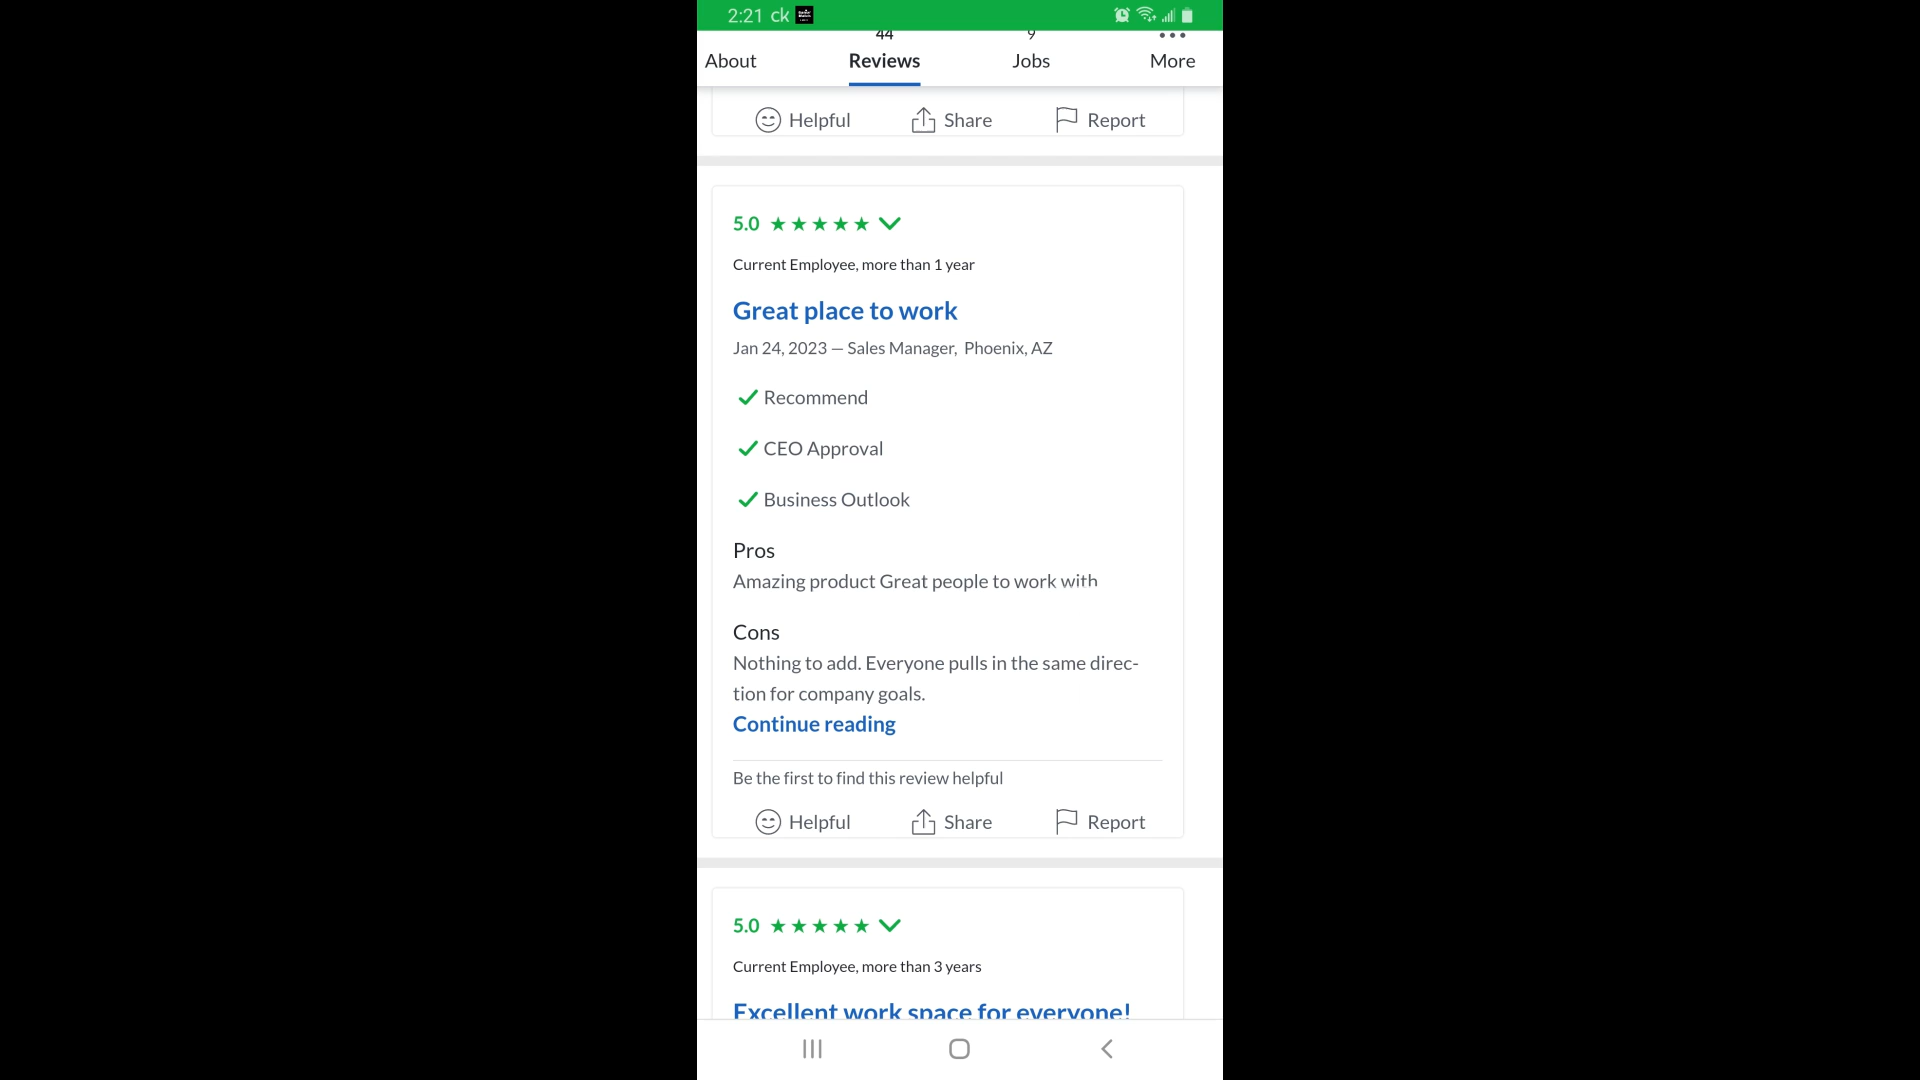 2:21 ck
44
9
About
Reviews
Jobs
More
Helpful
Share
Report
5.0
Current Employee, more than 1 year
Great place to work
Jan 24, 2023 — Sales Manager, Phoenix, AZ
Recommend
CEO Approval
Business Outlook
Pros
Amazing product Great people to work with
Cons
Nothing to add. Everyone pulls in the same direc-
tion for company goals.
Continue reading
Be the first to find this review helpful
Helpful
Share
Report
5.0
Current Employee, more than 3 years
Excellent work space for everyone!